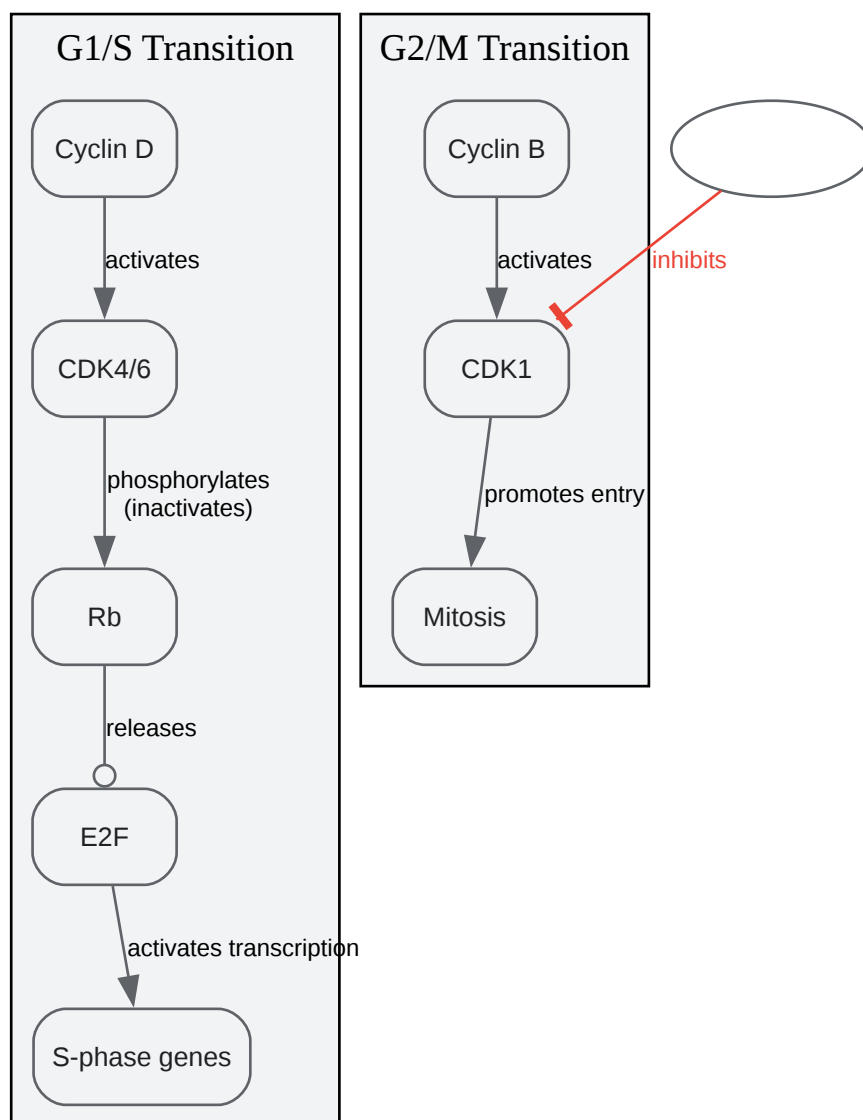 G1/S Transition
Cyclin D
activates
CDK4/6
phosphorylates
(inactivates)
Rb
releases
E2F
activates transcription
S-phase genes
G2/M Transition
Cyclin B
activates
inhibits
CDK1
promotes entry
Mitosis